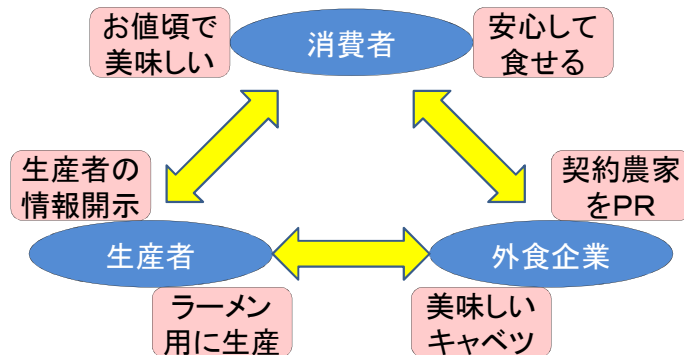 お値頃で
美味しい
消費者
安心して
食せる
生産者の
情報開示
契約農家
をPR
生産者
外食企業
ラーメン
用に生産
美味しい
キャベツ